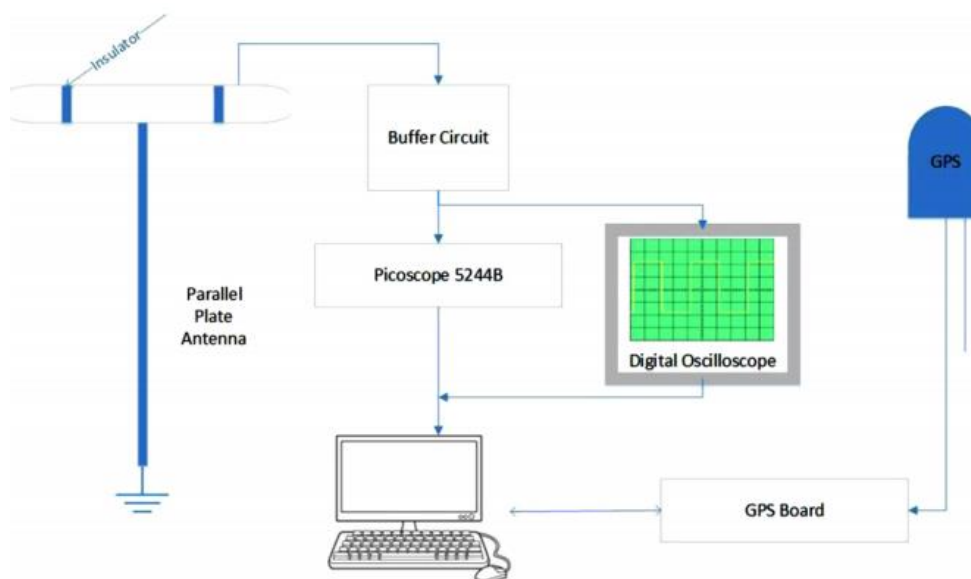 Insulator
Buffer Circuit
GPS
Picoscope 5244B
Parallel
Plate
Antenna
Digital Oscilloscope
GPS Board